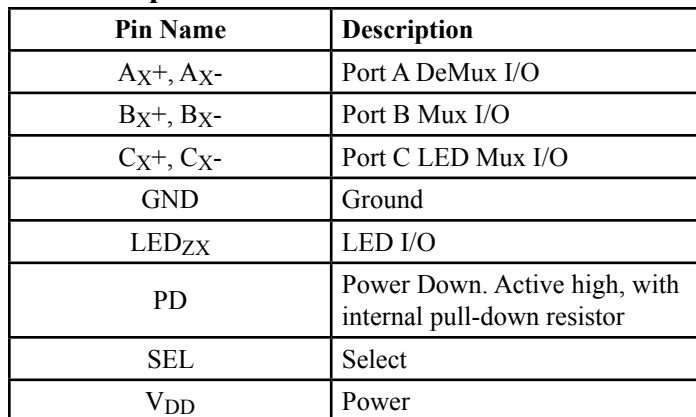 Pin Name Description
AX+, AX- Port A DeMux I/O
BX+, BX- Port B Mux I/O
CX+, CX- Port C LED Mux I/O
GND Ground
LEDZX LED I/O
PD Power Down. Active high, with
internal pull-down resistor
SEL Select
VDD Power